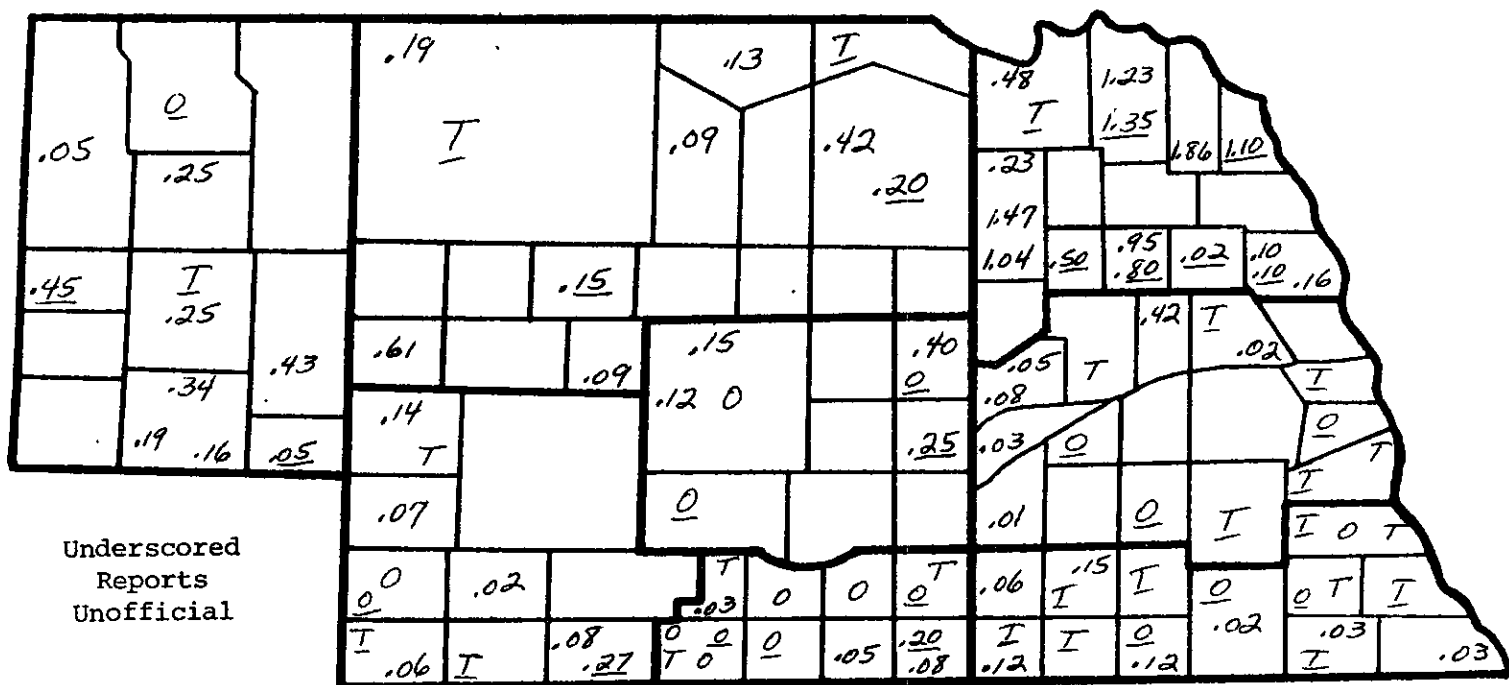 .19
.13
T
.48
1.23
0
T
1.35
.05
.09
.42
1.86
1.10
.25
.20
.23
1.47
.45
T
.15
1.04
.50
.95
.80
.02
.10
.10
.16
.25
.61
.15
.40
.42
T
.43
.09
0
.05
T
.02
.34
.12
0
.08
T
.14
.03
0
0
T
.19
.16
.05
T
.25
T
.07
0
.01
0
T
T
0
T
Underscored
Reports
Unofficial
0
0
.02
T
.03
0
0
0
T
.06
T
.15
T
0
.02
0
T
T
T
.06
T
.08
.27
0
T
0
0
0
.05
.20
.08
T
.12
T
0
.12
.03
T
.03